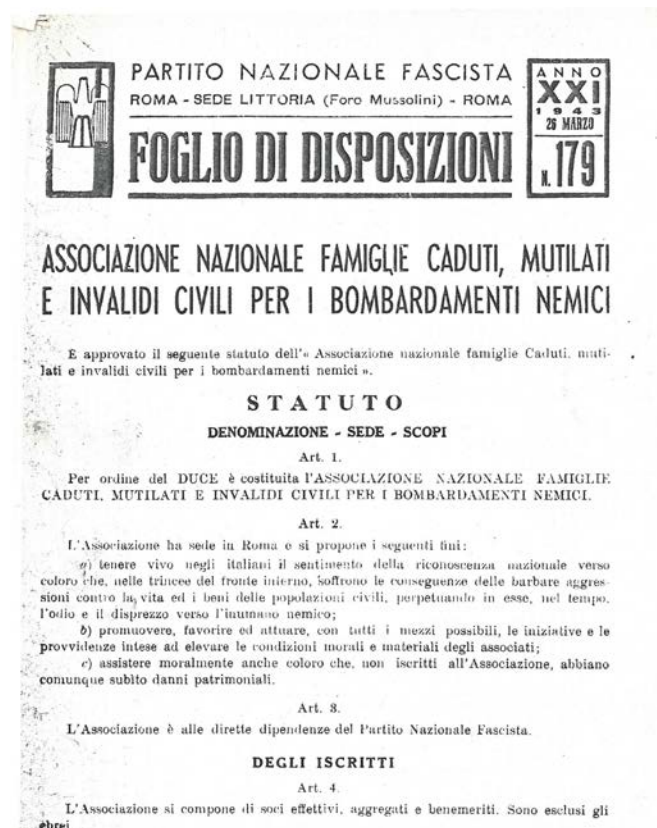 PARTITO NAZIONALE FASCISTA
ROMA - SEDE LITTORIA (Foro Mussolini) - ROMA
FOGLIO DI DISPOSIZIONI
ANNO
XXI
1943
26 MARZO
N. 179
ASSOCIAZIONE NAZIONALE FAMIGLIE CADUTI, MUTILATI
E INVALIDI CIVILI PER I BOMBARDAMENTI NEMICI
E approvato il seguente statuto dell'« Associazione nazionale famiglie Caduti, muti-
lati e invalidi civili per i bombardamenti nemici ».
STATUTO
DENOMINAZIONE - SEDE - SCOPI
Art. 1.
Per ordine del DUCE è costituita l'ASSOCIAZIONE NAZIONALE FAMIGLIE
CADUTI, MUTILATI E INVALIDI CIVILI PER I BOMBARDAMENTI NEMICI.
Art. 2.
L'Associazione ha sede in Roma e si propone i seguenti fini:
a) tenere vivo negli italiani il sentimento della riconoscenza nazionale verso
coloro che, nelle trincee del fronte interno, soffrono le conseguenze delle barbare aggres-
sioni contro la vita ed i beni delle popolazioni civili, perpetuando in esse, nel tempo,
l'odio e il disprezzo verso l'inumano nemico;
b) promuovere, favorire ed attuare, con tutti i mezzi possibili, le iniziative e le
provvidenze intese ad elevare le condizioni morali e materiali degli associati;
c) assistere moralmente anche coloro che, non iscritti all'Associazione, abbiano
comunque subito danni patrimoniali.
Art. 3.
L'Associazione è alle dirette dipendenze del Partito Nazionale Fascista.
DEGLI ISCRITTI
Art. 4.
L'Associazione si compone di soci effettivi, aggregati e benemeriti. Sono esclusi gli
ebrei.